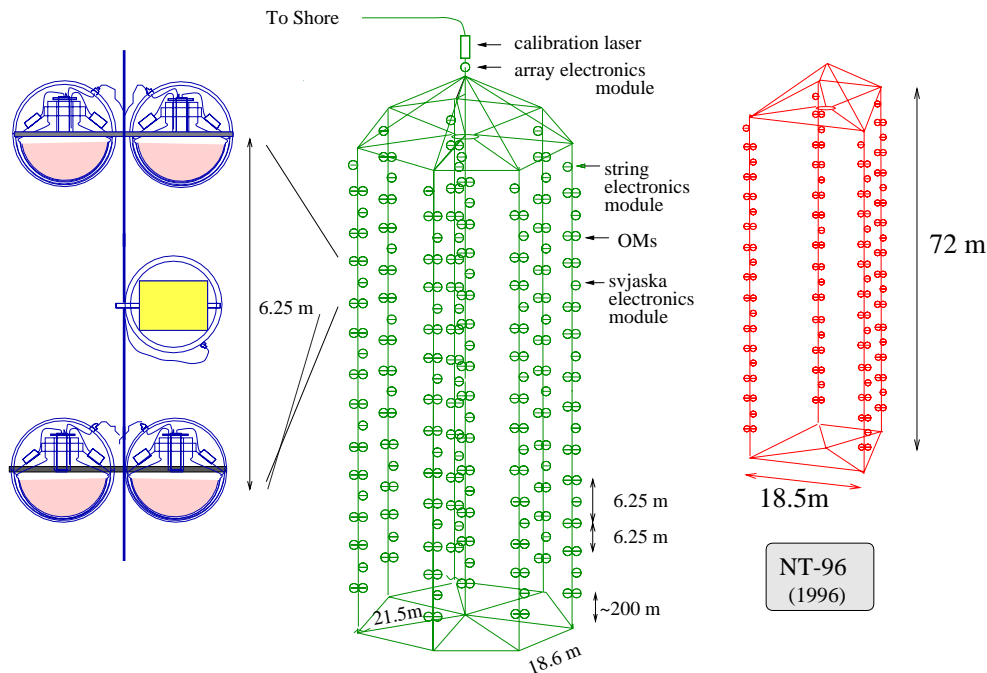 To Shore
calibration laser
array electronics
module
string
electronics
module
OMs
svjaska
electronics
module
6.25 m
6.25 m
6.25 m
~200 m
21.5m
18.6 m
72 m
18.5m
NT-96
(1996)